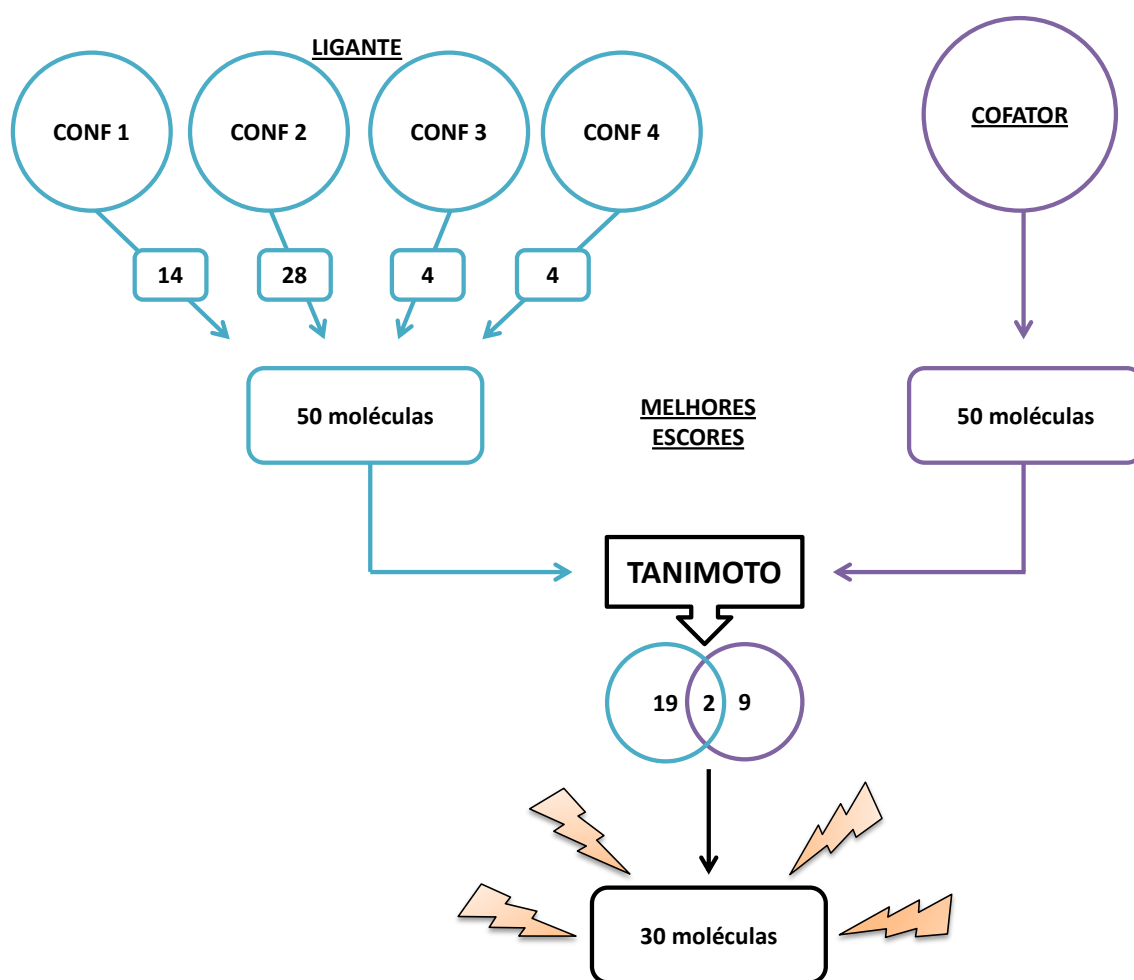 LIGANTE
CONF 1
CONF 2
CONF 3
CONF 4
COFATOR
14
28
4
4
50 moléculas
MELHORES
ESCORES
50 moléculas
TANIMOTO
19
2
9
30 moléculas